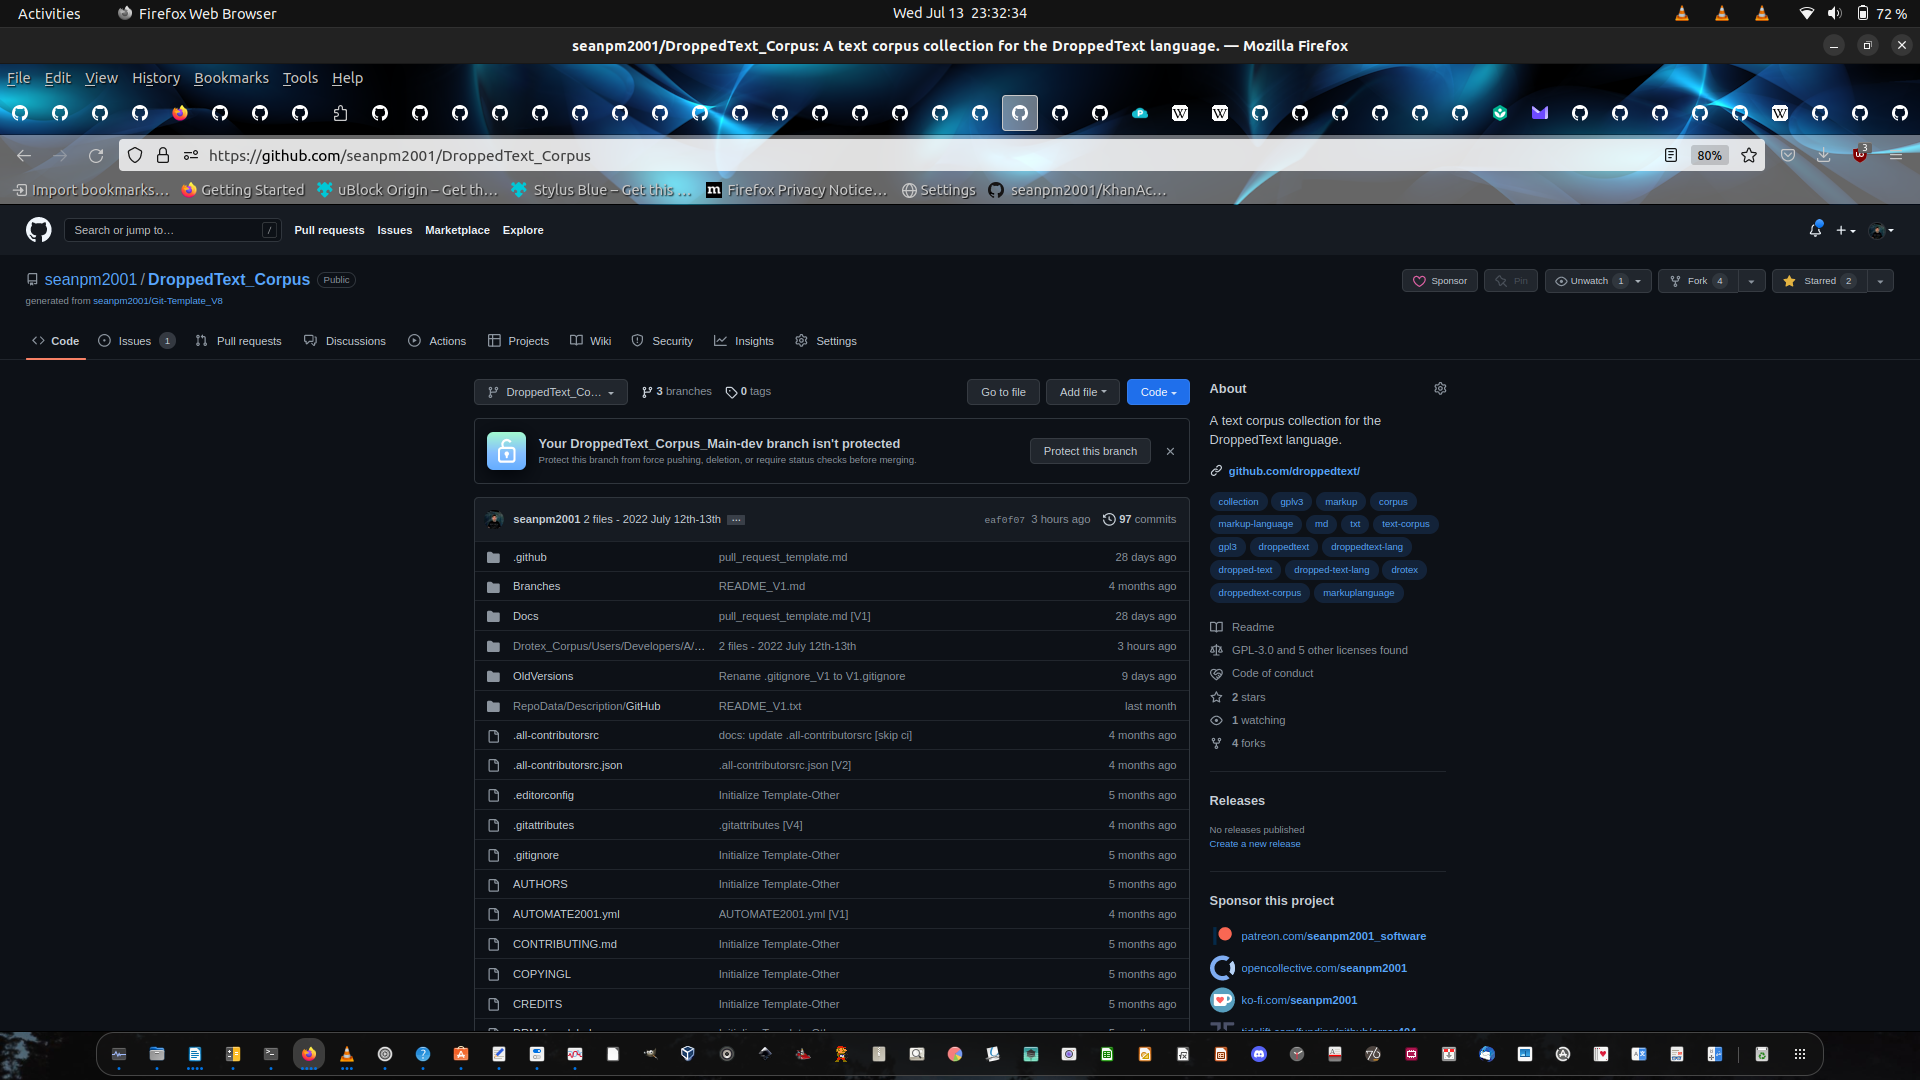 Activities
Firefox Web Browser
Wed Jul 13 23:32:34
72 %
seanpm2001/DroppedText_Corpus: A text corpus collection for the DroppedText language. — Mozilla Firefox
File Edit View History Bookmarks Tools Help
https://github.com/seanpm2001/DroppedText_Corpus
80%
3
Import bookmarks…
Getting Started
uBlock Origin – Get th…
Stylus Blue – Get this …
Firefox Privacy Notice…
Settings
seanpm2001/KhanAc…
Search or jump to…
/
Pull requests
Issues
Marketplace
Explore
seanpm2001 / DroppedText_Corpus
Public
generated from seanpm2001/Git-Template_V8
Sponsor
Pin
Unwatch 1
Fork 4
Starred 2
Code
Issues 1
Pull requests
Discussions
Actions
Projects
Wiki
Security
Insights
Settings
DroppedText_Co…
3 branches
0 tags
Go to file
Add file
Code
Your DroppedText_Corpus_Main-dev branch isn't protected
Protect this branch from force pushing, deletion, or require status checks before merging.
Protect this branch
seanpm2001 2 files - 2022 July 12th-13th
eaf0f07 3 hours ago
97 commits
.github pull_request_template.md 28 days ago
Branches README_V1.md 4 months ago
Docs pull_request_template.md [V1] 28 days ago
Drotex_Corpus/Users/Developers/A/… 2 files - 2022 July 12th-13th 3 hours ago
OldVersions Rename .gitignore_V1 to V1.gitignore 9 days ago
RepoData/Description/GitHub README_V1.txt last month
.all-contributorsrc docs: update .all-contributorsrc [skip ci] 4 months ago
.all-contributorsrc.json .all-contributorsrc.json [V2] 4 months ago
.editorconfig Initialize Template-Other 5 months ago
.gitattributes .gitattributes [V4] 4 months ago
.gitignore Initialize Template-Other 5 months ago
AUTHORS Initialize Template-Other 5 months ago
AUTOMATE2001.yml AUTOMATE2001.yml [V1] 4 months ago
CONTRIBUTING.md Initialize Template-Other 5 months ago
COPYINGL Initialize Template-Other 5 months ago
CREDITS Initialize Template-Other 5 months ago
About
A text corpus collection for the
DroppedText language.
github.com/droppedtext/
collection gplv3 markup corpus
markup-language md txt text-corpus
gpl3 droppedtext droppedtext-lang
dropped-text dropped-text-lang drotex
droppedtext-corpus markuplanguage
Readme
GPL-3.0 and 5 other licenses found
Code of conduct
2 stars
1 watching
4 forks
Releases
No releases published
Create a new release
Sponsor this project
patreon.com/seanpm2001_software
opencollective.com/seanpm2001
ko-fi.com/seanpm2001